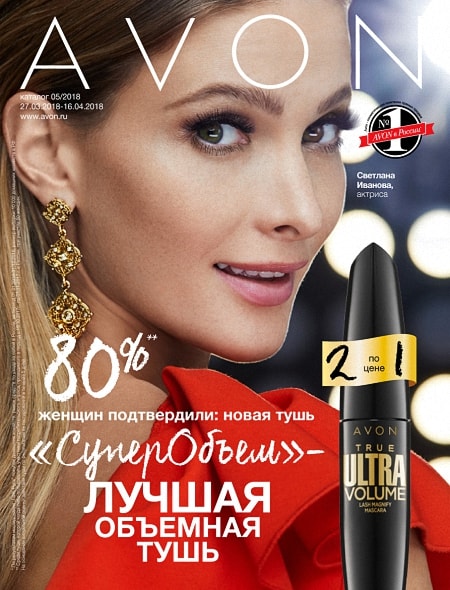 AVON
каталог 05/2018
27.03.2018-16.04.2018
www.avon.ru
№1
AVON в России
Светлана
Иванова,
актриса
80%**
женщин подтвердили: новая тушь
«СуперОбъем»-
ЛУЧШАЯ
ОБЪЕМНАЯ
ТУШЬ
2 по цене 1
AVON
TRUE
ULTRA
VOLUME
LASH MAGNIFY
MASCARA